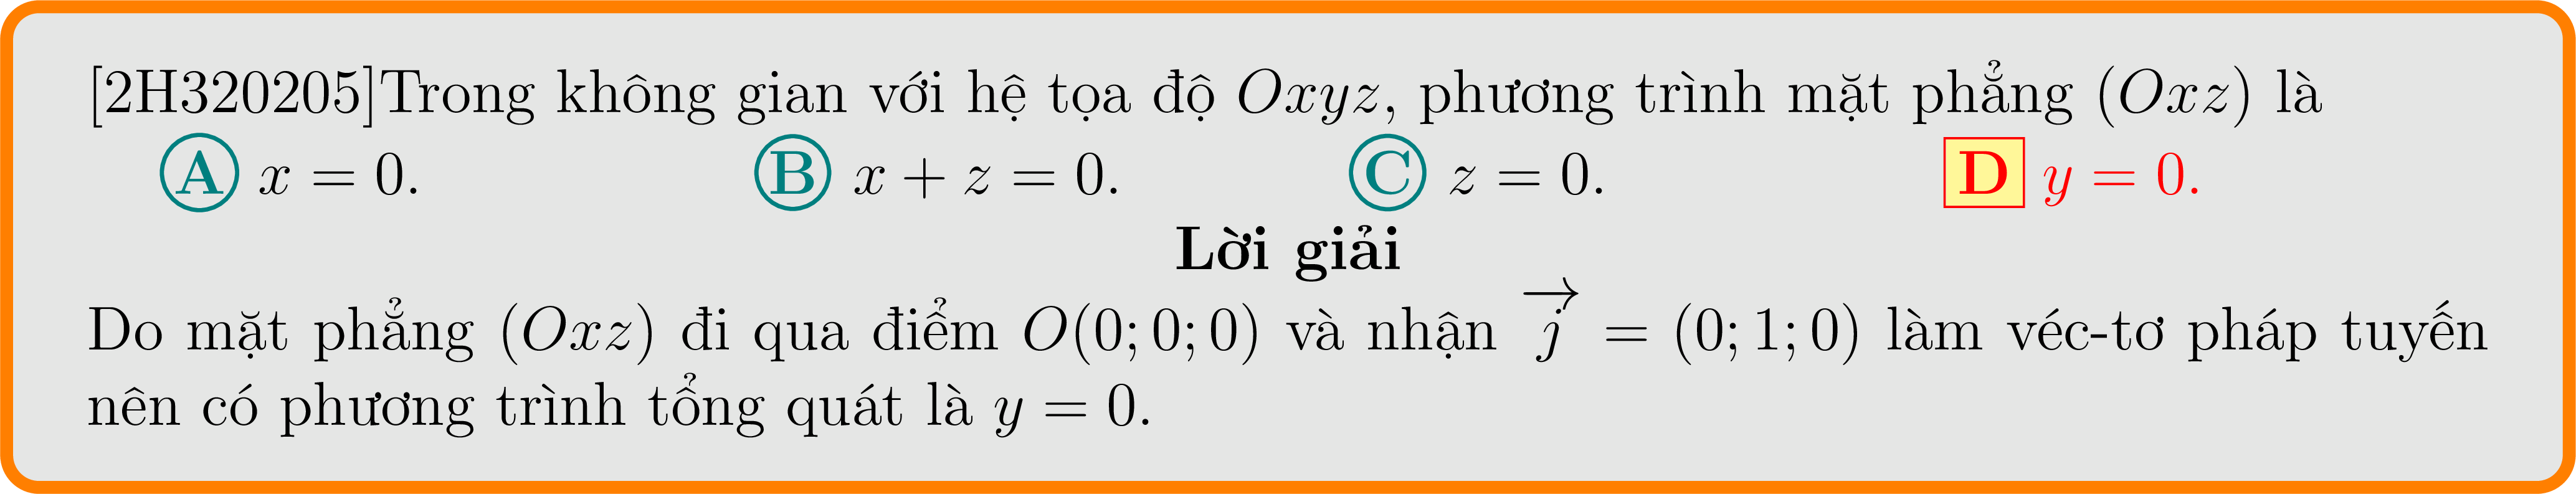 [2H320205]Trong không gian với hệ tọa độ Oxyz, phương trình mặt phẳng (Oxz) là
A x = 0. B x + z = 0. C z = 0. D y = 0.
Lời giải
Do mặt phẳng (Oxz) đi qua điểm O(0; 0; 0) và nhận \overrightarrow{j} = (0; 1; 0) làm véc-tơ pháp tuyến
nên có phương trình tổng quát là y = 0.